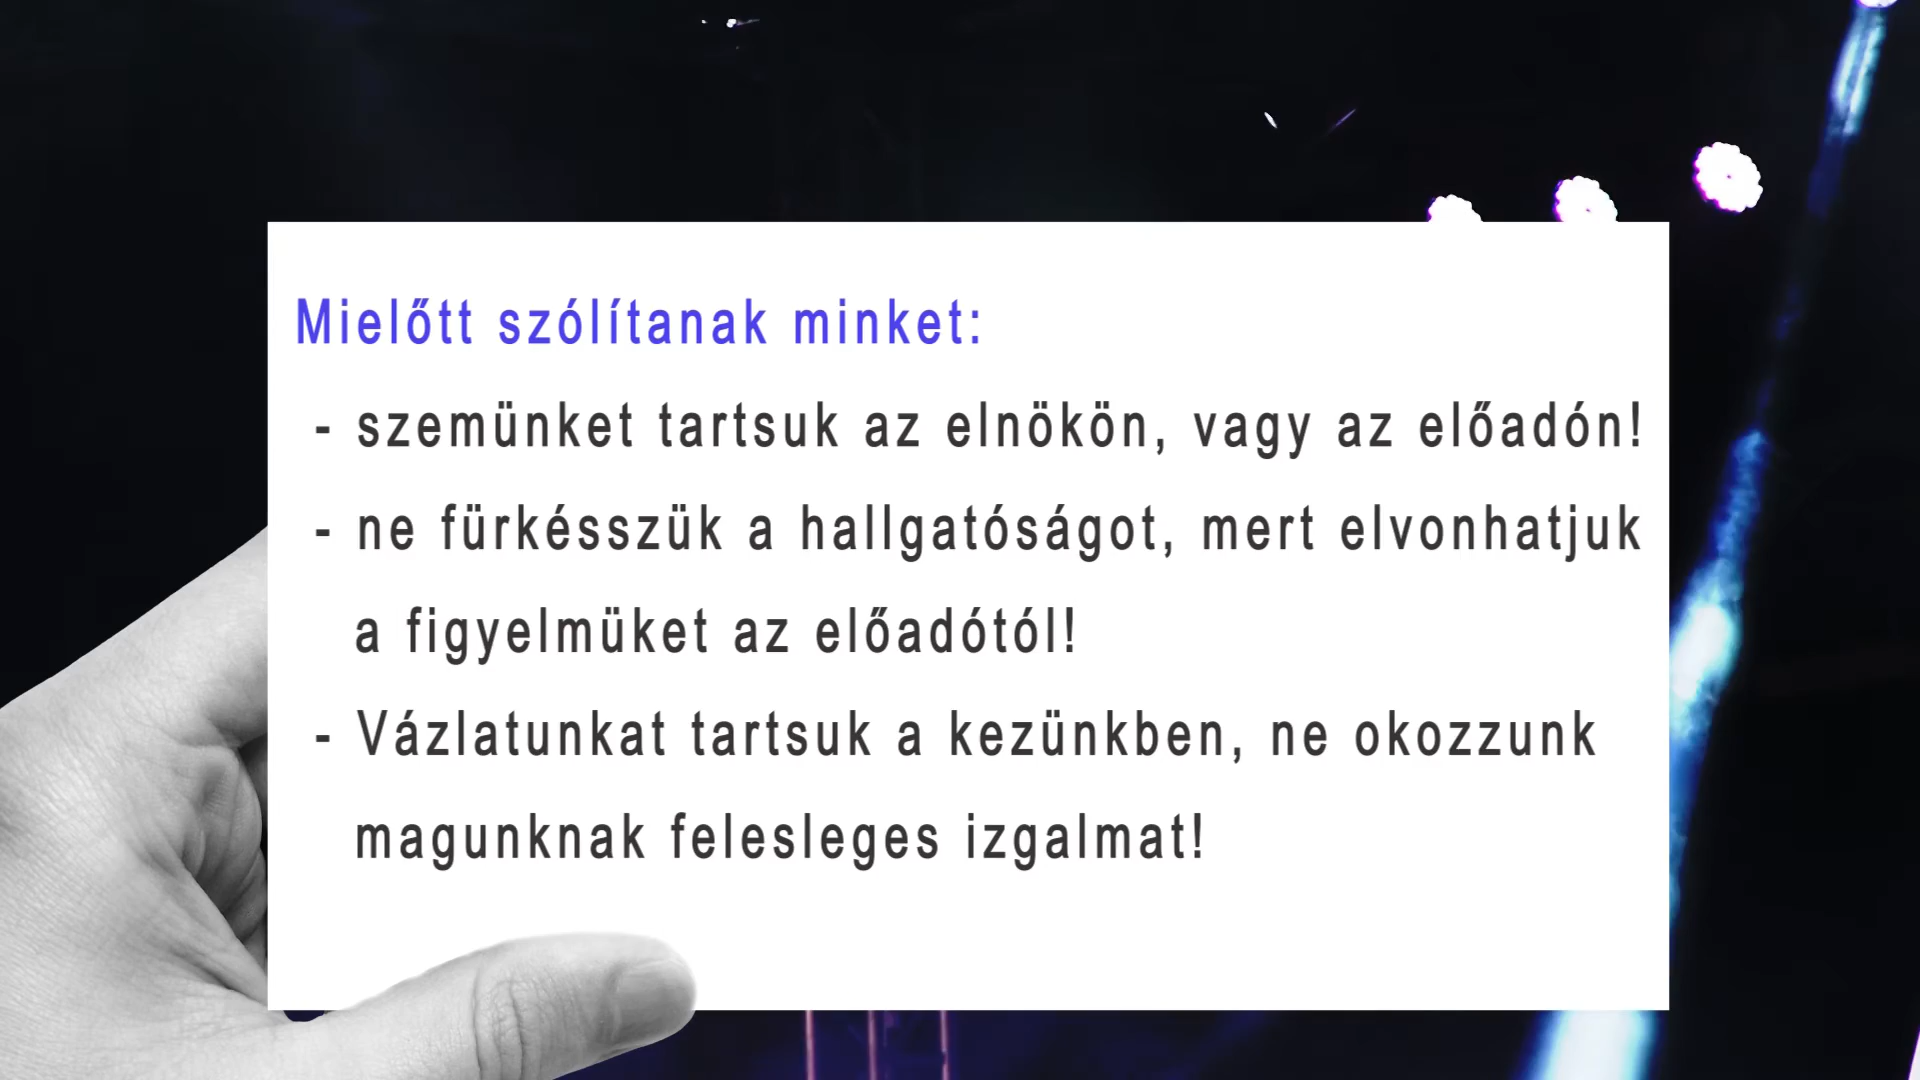 Mielőtt szólítanak minket:
- szemünket tartsuk az elnökön, vagy az előadón!
- ne fürkésszük a hallgatóságot, mert elvonhatjuk
a figyelmüket az előadótól!
- Vázlatunkat tartsuk a kezünkben, ne okozzunk
magunknak felesleges izgalmat!